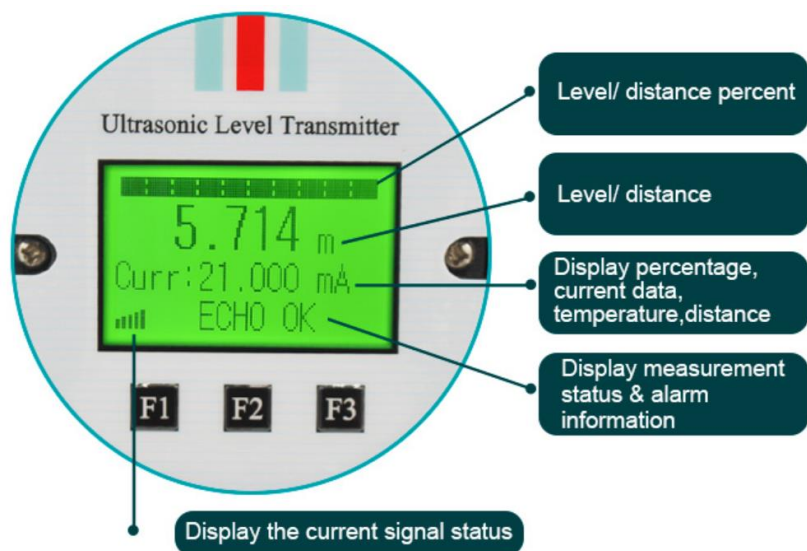 Ultrasonic Level Transmitter
5.714 m
Curr:21.000 mA
ECHO OK
F1 F2 F3
Level/ distance percent
Level/ distance
Display percentage,
current data,
temperature,distance
Display measurement
status & alarm
information
Display the current signal status